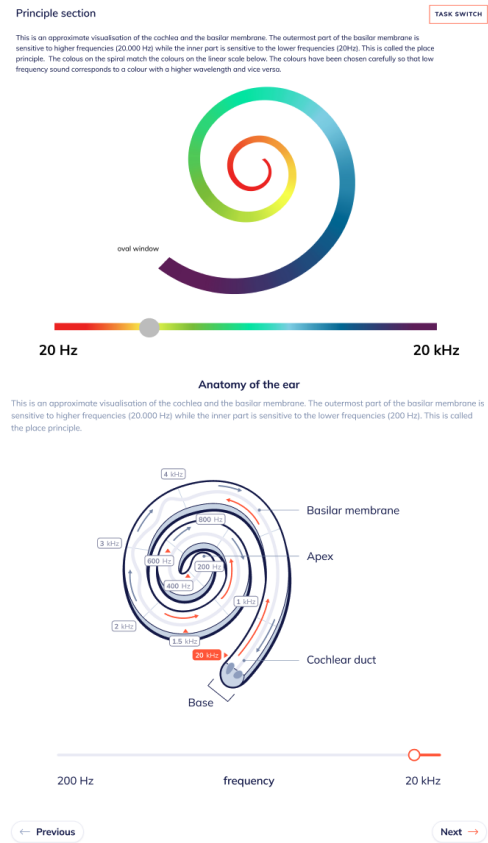 Principle section
TASK SWITCH
This is an approximate visualisation of the cochlea and the basilar membrane. The outermost part of the basilar membrane is
sensitive to higher frequencies (20.000 Hz) while the inner part is sensitive to the lower frequencies (20Hz). This is called the place
principle. The colous on the spiral match the colours on the linear scale below. The colours have been chosen carefully so that low
frequency sound corresponds to a colour with a higher wavelength and vice versa.
oval window
20 Hz
20 kHz
Anatomy of the ear
This is an approximate visualisation of the cochlea and the basilar membrane. The outermost part of the basilar membrane is
sensitive to higher frequencies (20.000 Hz) while the inner part is sensitive to the lower frequencies (200 Hz). This is called
the place principle.
4 kHz
Basilar membrane
800 Hz
3 kHz
Apex
600 Hz
200 Hz
400 Hz
1 kHz
2 kHz
1.5 kHz
20 kHz
Cochlear duct
Base
200 Hz
frequency
20 kHz
← Previous
Next →